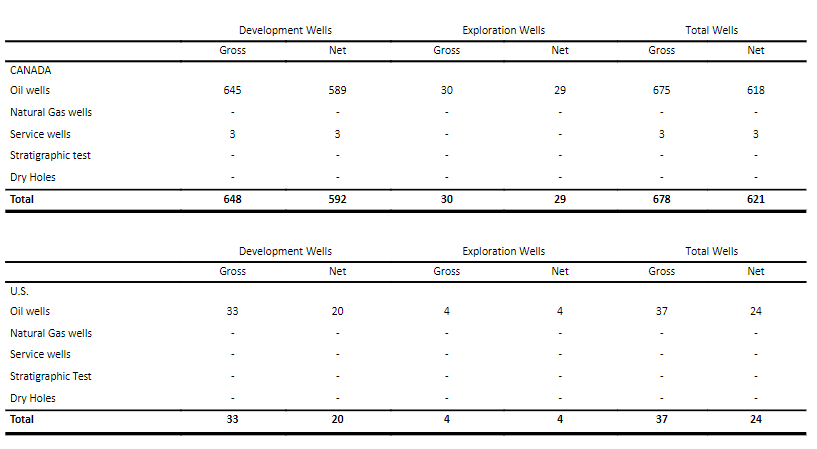 Development Wells Exploration Wells Total Wells
Gross Net Gross Net Gross Net
CANADA
Oil wells 645 589 30 29 675 618
Natural Gas wells - - - - - -
Service wells 3 3 - - 3 3
Stratigraphic test - - - - - -
Dry Holes - - - - - -
Total 648 592 30 29 678 621
Development Wells Exploration Wells Total Wells
Gross Net Gross Net Gross Net
U.S.
Oil wells 33 20 4 4 37 24
Natural Gas wells - - - - - -
Service wells - - - - - -
Stratigraphic Test - - - - - -
Dry Holes - - - - - -
Total 33 20 4 4 37 24